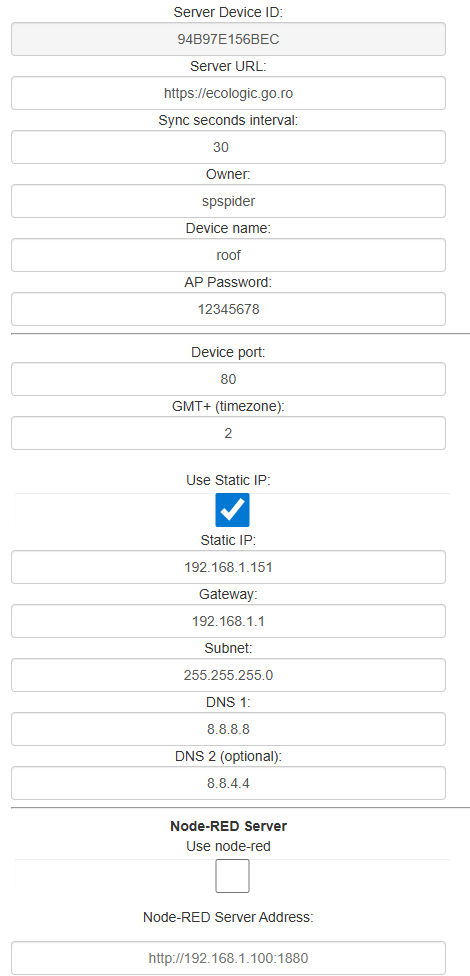 Server Device ID:
94B97E156BEC
Server URL:
https://ecologic.go.ro
Sync seconds interval:
30
Owner:
spspider
Device name:
roof
AP Password:
12345678
Device port:
80
GMT+ (timezone):
2
Use Static IP:
Static IP:
192.168.1.151
Gateway:
192.168.1.1
Subnet:
255.255.255.0
DNS 1:
8.8.8.8
DNS 2 (optional):
8.8.4.4
Node-RED Server
Use node-red
Node-RED Server Address:
http://192.168.1.100:1880